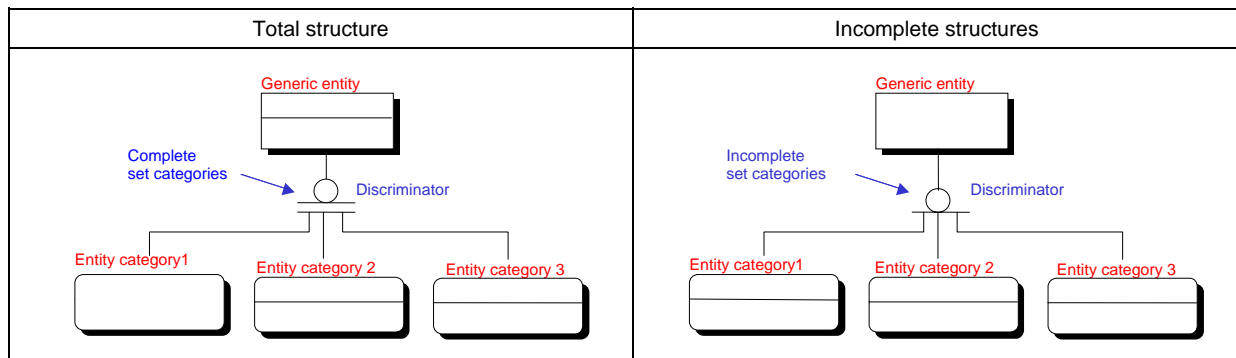 Total structure
Incomplete structures
Generic entity
Complete
set categories
Discriminator
Entity category1
Entity category 2
Entity category 3
Generic entity
Incomplete
set categories
Discriminator
Entity category1
Entity category 2
Entity category 3